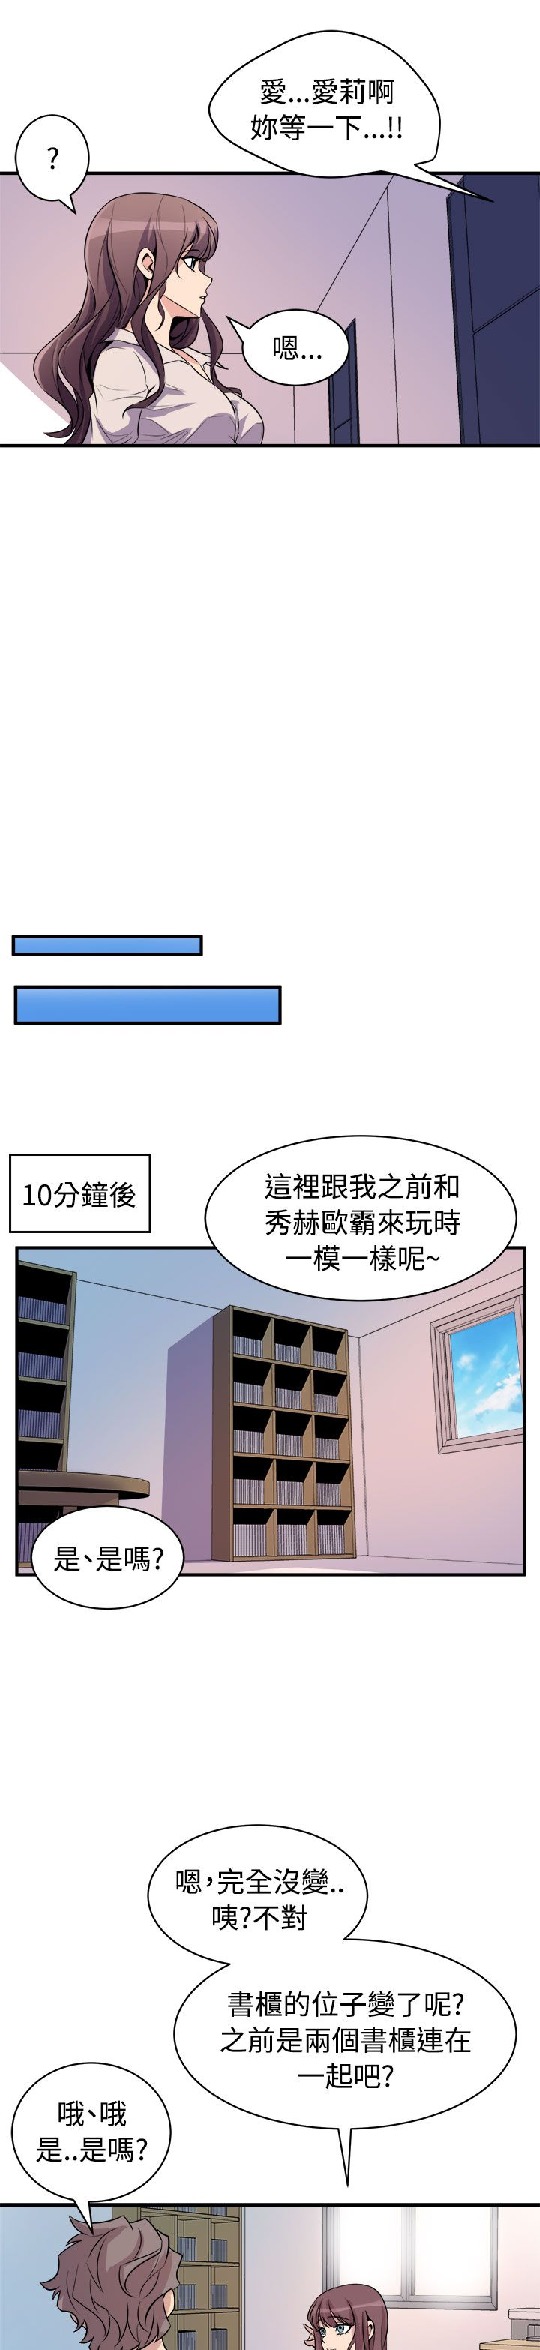 愛...愛莉啊
妳等一下...!!
?
嗯...
10分鐘後
這裡跟我之前和
秀赫歐霸來玩時
一模一樣呢~
是、是嗎?
嗯，完全沒變..
咦?不對
書櫃的位子變了呢?
之前是兩個書櫃連在
一起吧?
哦、哦
是..是嗎?